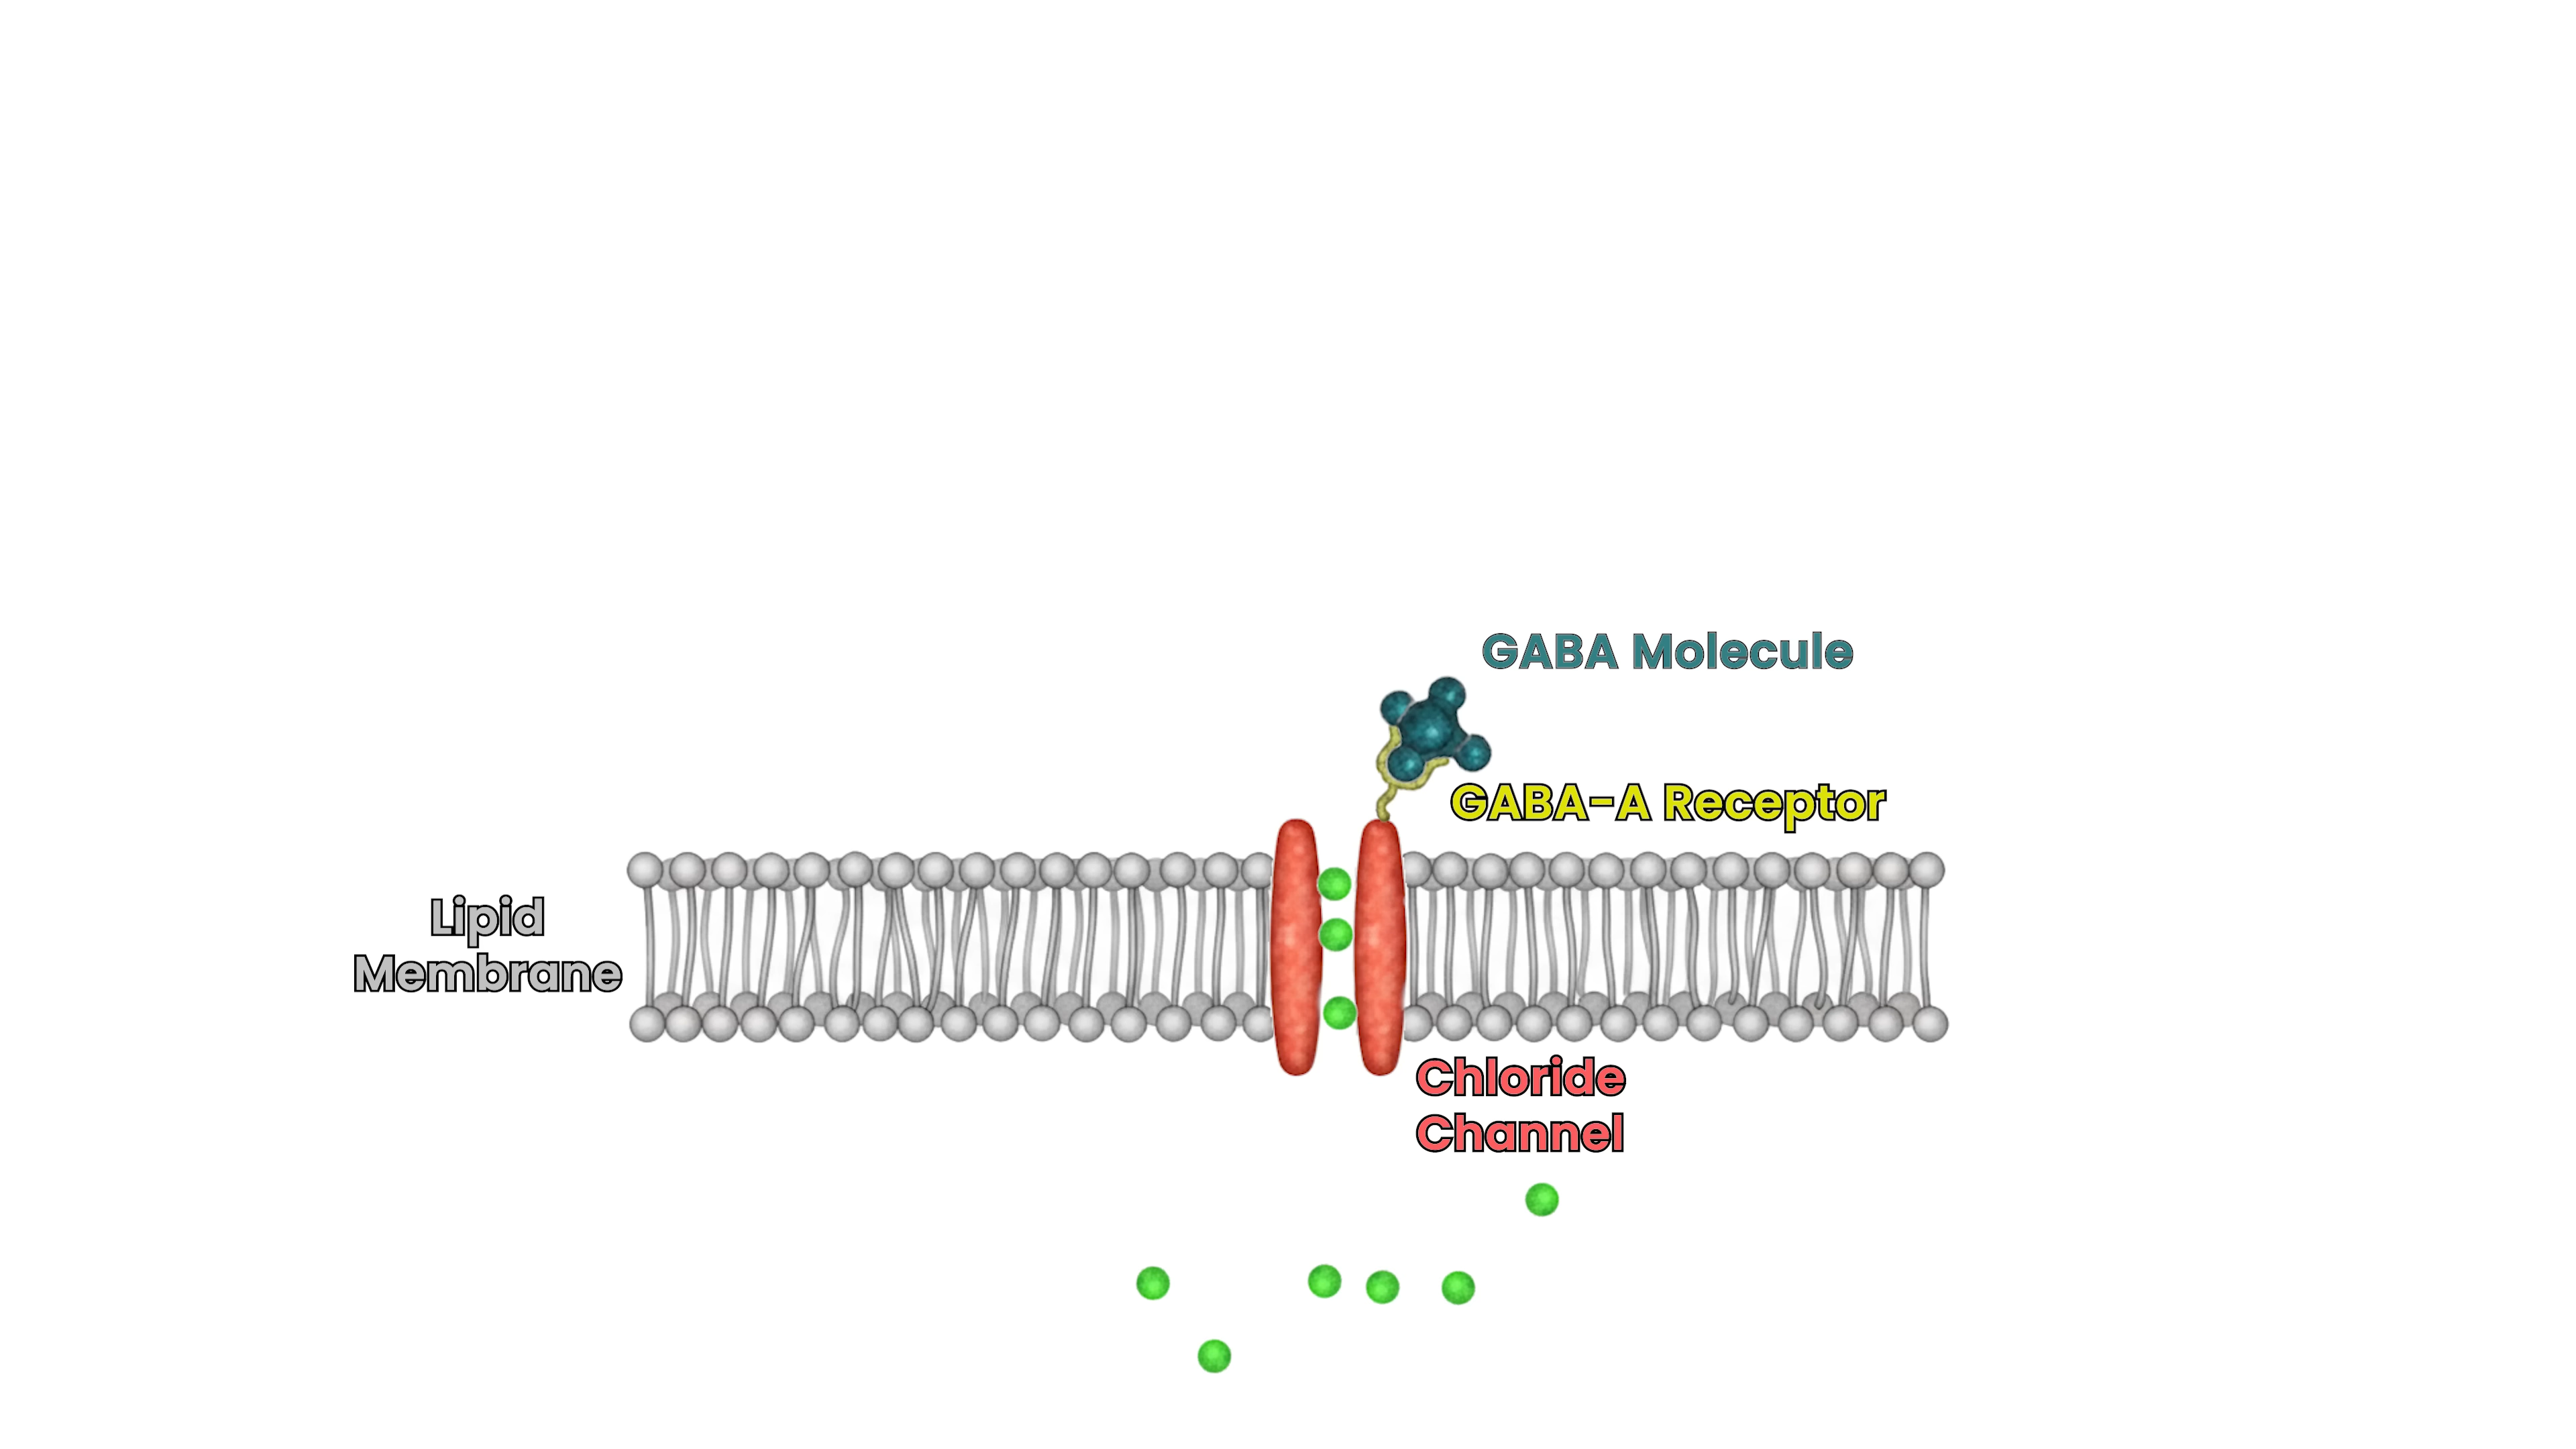 GABA Molecule
GABA-A Receptor
Lipid
Membrane
Chloride
Channel